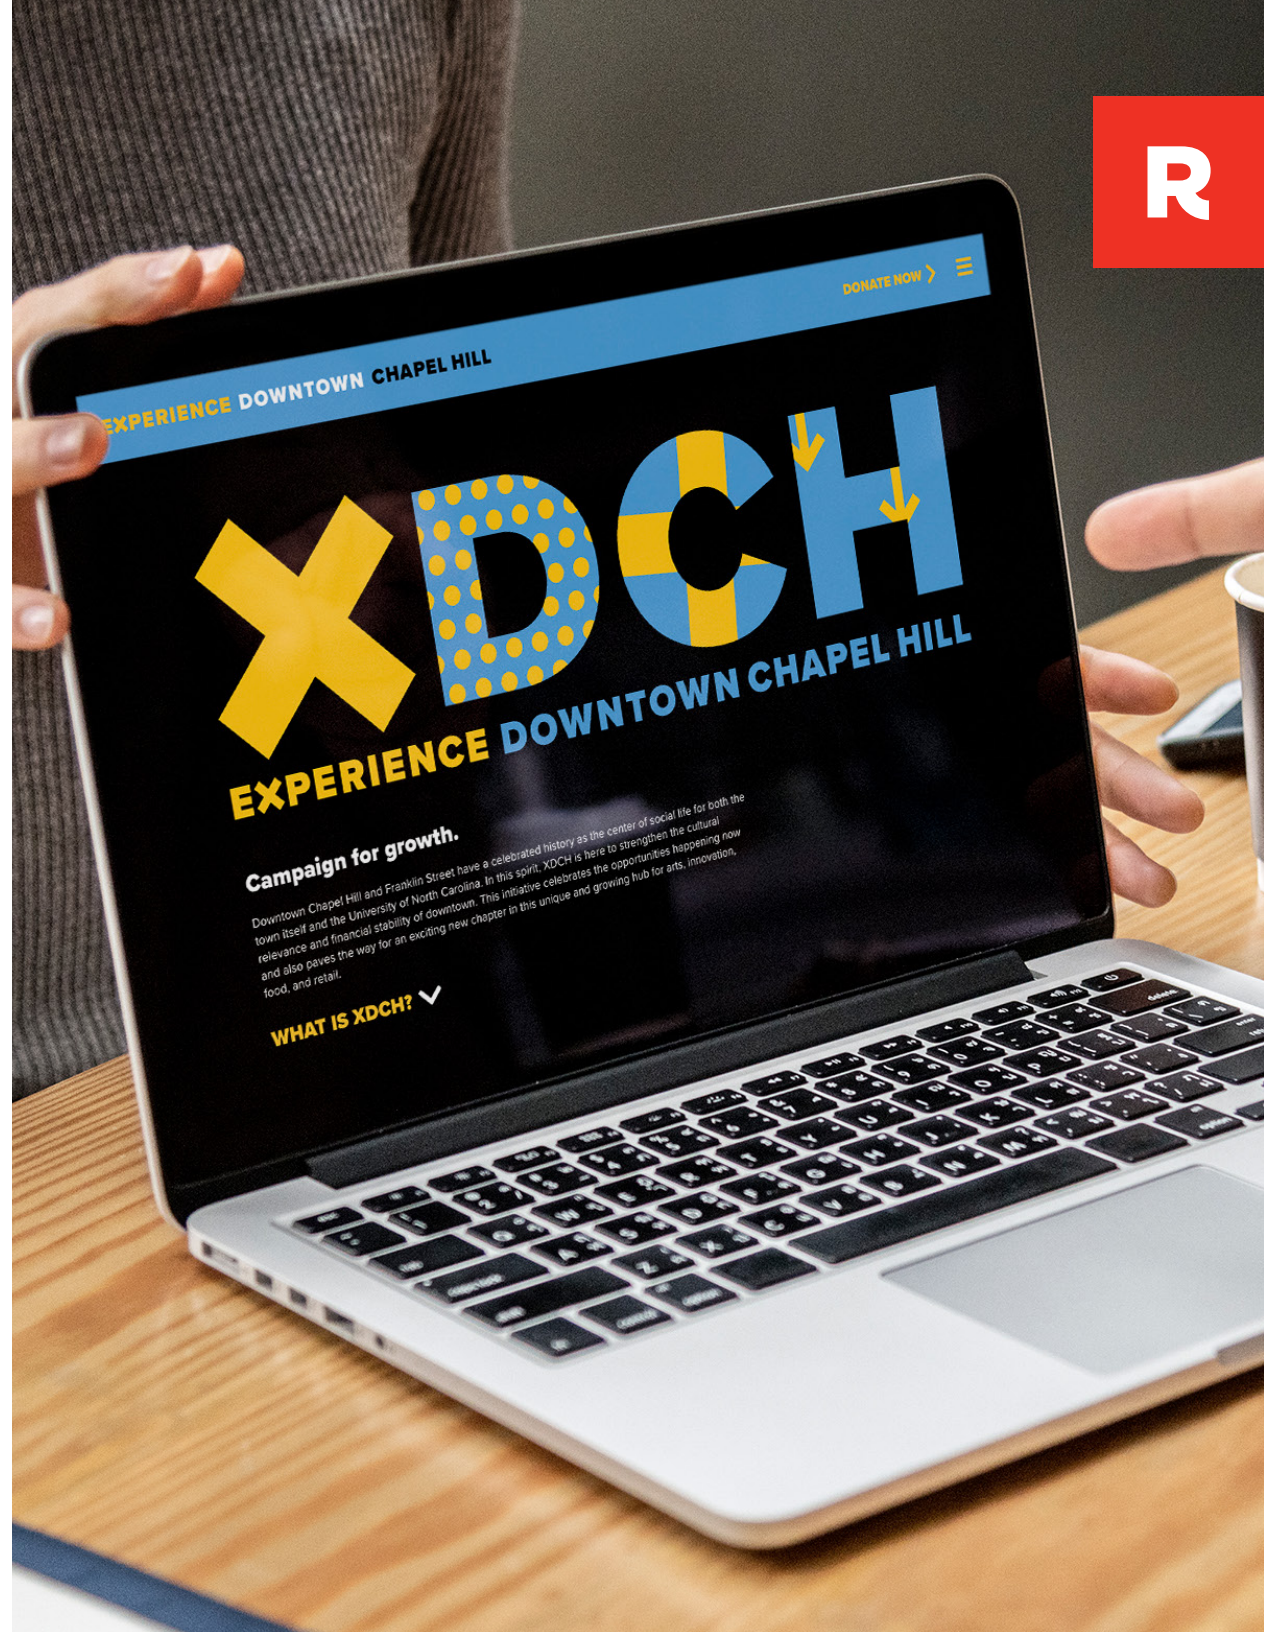 R
EXPERIENCE DOWNTOWN CHAPEL HILL
DONATE NOW
XDCH
EXPERIENCE DOWNTOWN CHAPEL HILL
Campaign for growth.
Downtown Chapel Hill and Franklin Street have a celebrated history as the center of social life for both the
town itself and the University of North Carolina. In this spirit, XDCH is here to strengthen the cultural
relevance and financial stability of downtown. This initiative celebrates the opportunities happening now
and also paves the way for an exciting new chapter in this unique and growing hub for arts, innovation,
food, and retail.
WHAT IS XDCH?
delete
option